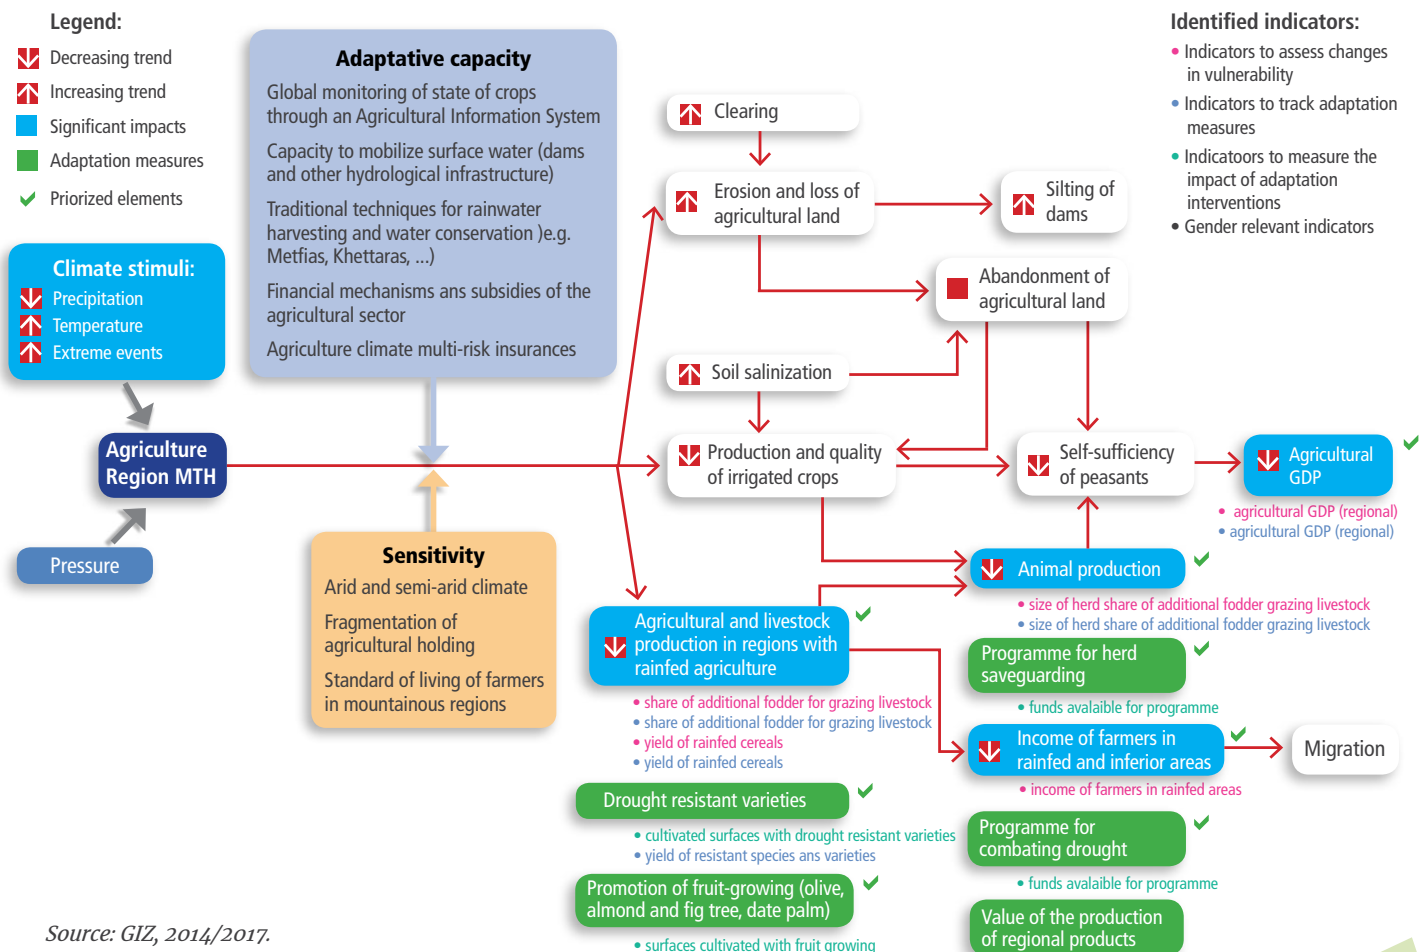 Legend:
Decreasing trend
Increasing trend
Significant impacts
Adaptation measures
Priorized elements
Climate stimuli:
Precipitation
Temperature
Extreme events
Agriculture
Region MTH
Pressure
Adaptative capacity
Global monitoring of state of crops
through an Agricultural Information System
Capacity to mobilize surface water (dams
and other hydrological infrastructure)
Traditional techniques for rainwater
harvesting and water conservation )e.g.
Metfias, Khettaras, ...)
Financial mechanisms ans subsidies of the
agricultural sector
Agriculture climate multi-risk insurances
Sensitivity
Arid and semi-arid climate
Fragmentation of
agricultural holding
Standard of living of farmers
in mountainous regions
Clearing
Erosion and loss of
agricultural land
Silting of
dams
Abandonment of
agricultural land
Soil salinization
Production and quality
of irrigated crops
Self-sufficiency
of peasants
Agricultural
GDP
• agricultural GDP (regional)
• agricultural GDP (regional)
Animal production
• size of herd share of additional fodder grazing livestock
• size of herd share of additional fodder grazing livestock
Agricultural and livestock
production in regions with
rainfed agriculture
• share of additional fodder for grazing livestock
• share of additional fodder for grazing livestock
• yield of rainfed cereals
• yield of rainfed cereals
Programme for herd
saveguarding
• funds avalaible for programme
Income of farmers in
rainfed and inferior areas
• income of farmers in rainfed areas
Migration
Drought resistant varieties
• cultivated surfaces with drought resistant varieties
• yield of resistant species ans varieties
Programme for
combating drought
• funds avalaible for programme
Promotion of fruit-growing (olive,
almond and fig tree, date palm)
• surfaces cultivated with fruit growing
Value of the production
of regional products
Identified indicators:
• Indicators to assess changes
in vulnerability
• Indicators to track adaptation
measures
• Indicatoors to measure the
impact of adaptation
interventions
• Gender relevant indicators
Source: GIZ, 2014/2017.